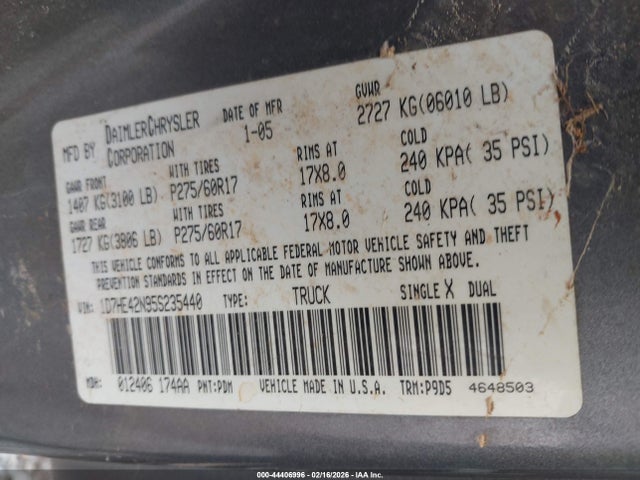 MFD BY DAIMLERCHRYSLER CORPORATION DATE OF MFR 1-05 GVWR 2727 KG(06010 LB)
GAWR FRONT WITH TIRES RIMS AT COLD
1407 KG(3100 LB) P275/60R17 17X8.0 240 KPA( 35 PSI)
GAWR REAR WITH TIRES RIMS AT COLD
1727 KG(3806 LB) P275/60R17 17X8.0 240 KPA( 35 PSI)
THIS VEHICLE CONFORMS TO ALL APPLICABLE FEDERAL MOTOR VEHICLE SAFETY AND THEFT
PREVENTION STANDARDS IN EFFECT ON THE DATE OF MANUFACTURE SHOWN ABOVE.
VIN: 1D7HE42N95S235440 TYPE: TRUCK SINGLE X DUAL
MDH: 012406 174AA PNT:PDM VEHICLE MADE IN U.S.A. TRM:P9D5 4648503
000-44406996 - 02/16/2026 - IAA Inc.